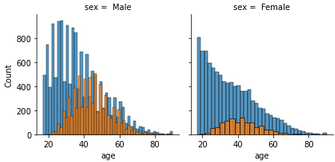 sex = Male
sex = Female
800
600
400
200
0
Count
20 40 60 80
20 40 60 80
age
age